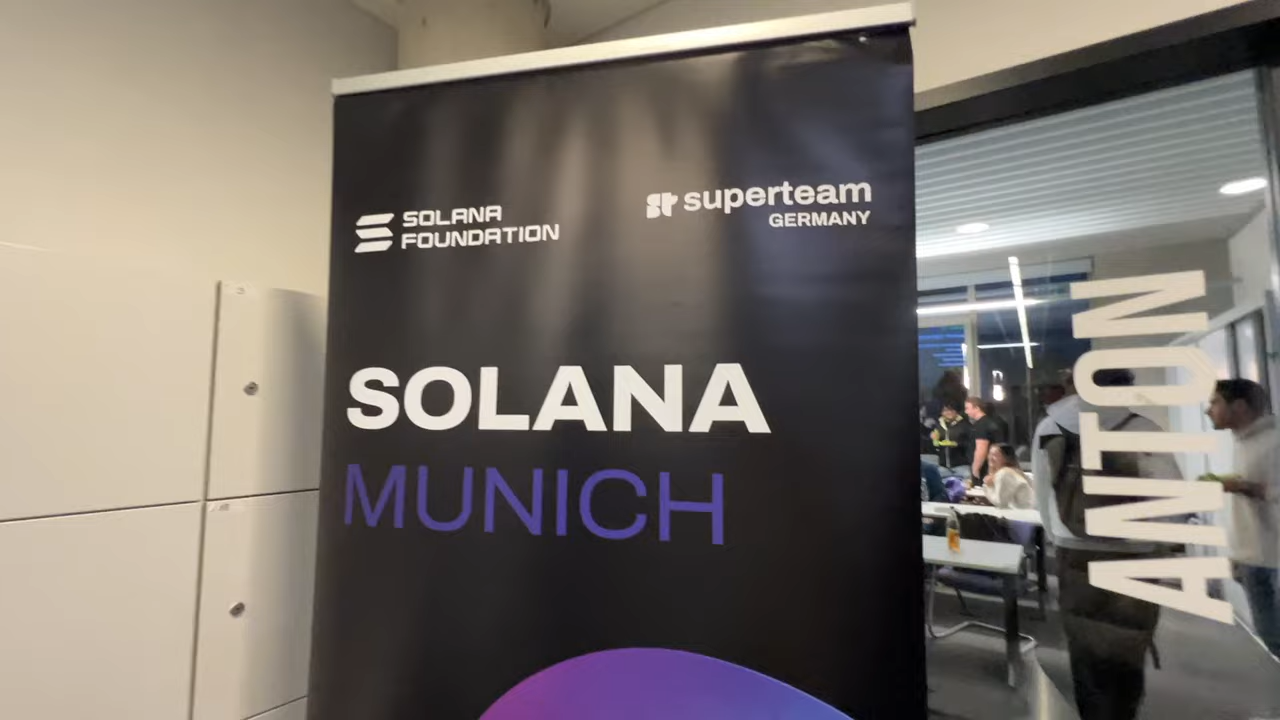 SOLANA
FOUNDATION
superteam
GERMANY
SOLANA
MUNICH
ANTON